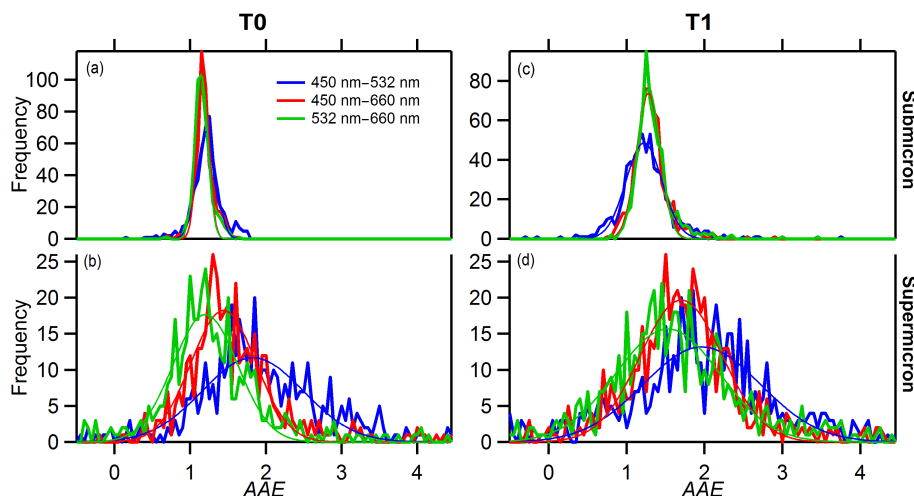 T0
T1
(a)
450 nm–532 nm
450 nm–660 nm
532 nm–660 nm
100
80
60
40
20
0
Frequency
(c)
80
60
40
20
0
Submicron
(b)
25
20
15
10
5
0
Frequency
(d)
25
20
15
10
5
0
Supermicron
0 1 2 3 4
AAE
0 1 2 3 4
AAE